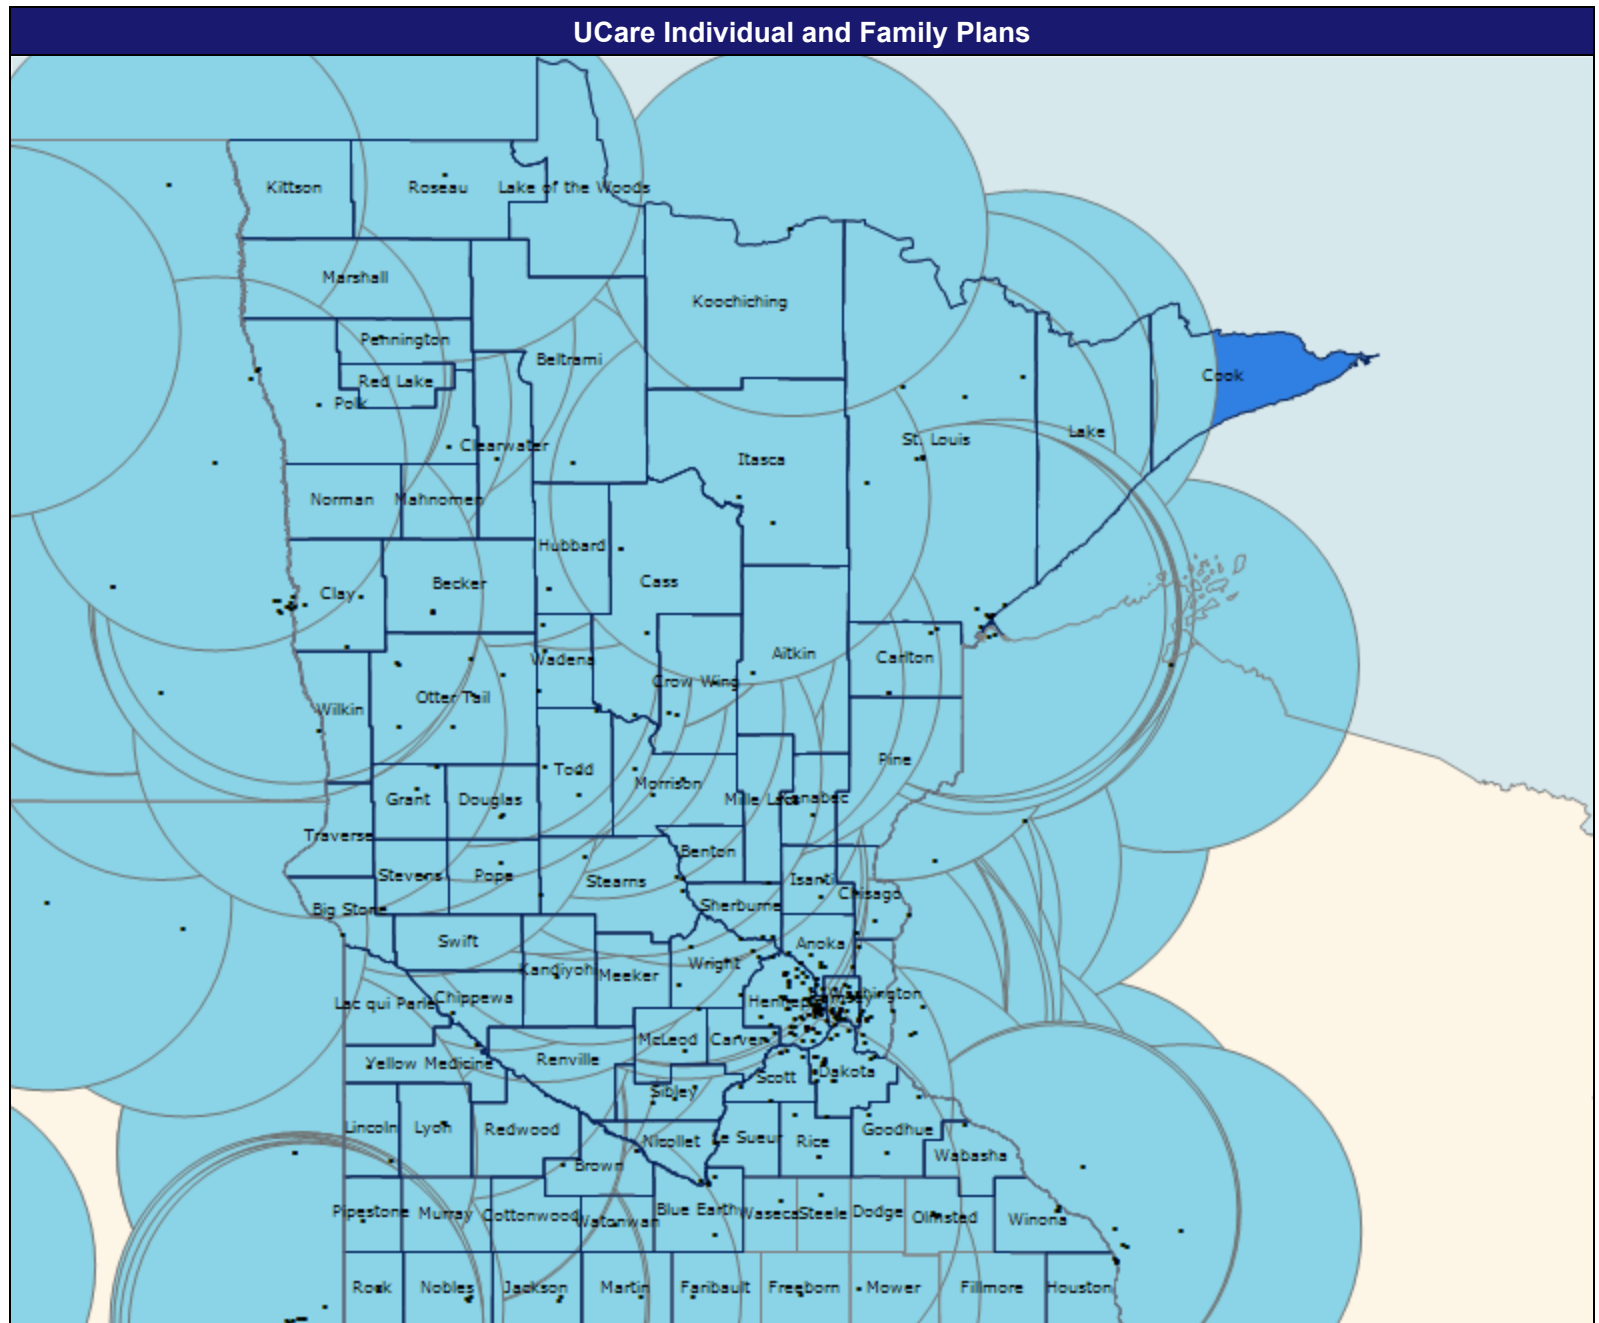 UCare Individual and Family Plans
Kittson
Roseau
Lake of the Woods
Marshall
Koochiching
Pennington
Beltrami
Red Lake
Polk
Cook
Clearwater
St. Louis
Lake
Itasca
Norman
Mahnomen
Hubbard
Cass
Becker
Clay
Aitkin
Carlton
Wadena
Crow Wing
Otter Tail
Wilkin
Pine
Todd
Morrison
Grant
Douglas
Mille Lacs
Kanabec
Traverse
Benton
Stevens
Pope
Stearns
Isanti
Chisago
Big Stone
Sherburne
Swift
Anoka
Kandiyohi
Meeker
Wright
Lac qui Parle
Chippewa
Hennepin
Washington
McLeod
Carver
Yellow Medicine
Renville
Scott
Dakota
Sibley
Lincoln
Lyon
Redwood
Nicollet
Le Sueur
Rice
Goodhue
Brown
Wabasha
Pipestone
Murray
Cottonwood
Watonwan
Blue Earth
Waseca
Steele
Dodge
Olmsted
Winona
Rock
Nobles
Jackson
Martin
Faribault
Freeborn
Mower
Fillmore
Houston